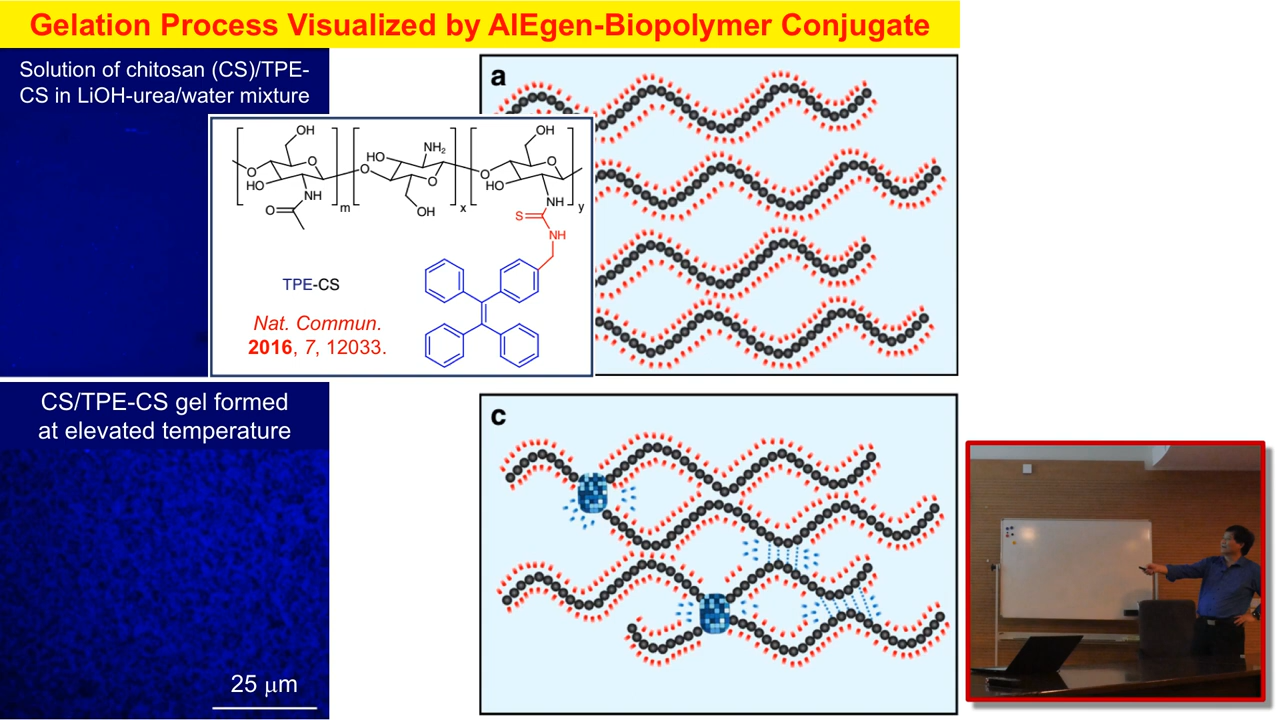 Gelation Process Visualized by AIEgen-Biopolymer Conjugate
Solution of chitosan (CS)/TPE-
CS in LiOH-urea/water mixture
a
OH
OH
HO
NH₂
O
O
O
O
O
O
HO
HO
NH
OH
NH
O
m
x
y
S
NH
TPE-CS
Nat. Commun.
2016, 7, 12033.
CS/TPE-CS gel formed
at elevated temperature
25 μm
c